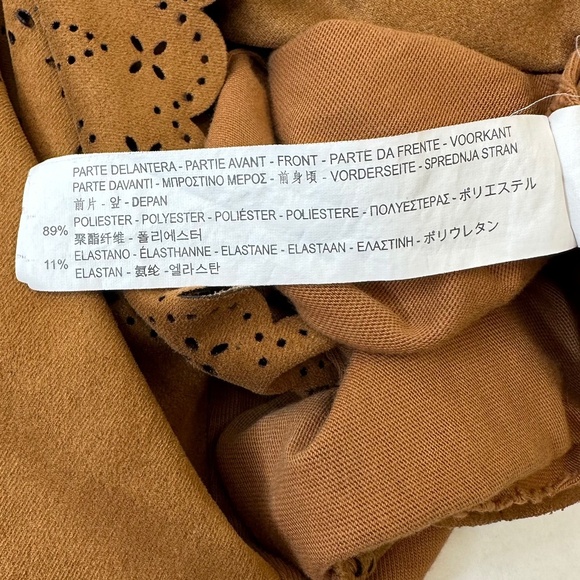 PARTE DELANTERA - PARTIE AVANT - FRONT - PARTE DA FRENTE - VOORKANT
PARTE DAVANTI - ΜΠΡΟΣΤΙΝΟ ΜΕΡΟΣ - 前身頃 - VORDERSEITE - SPREDNJA STRAN
前片 - 앞 - DEPAN
89% POLIESTER - POLYESTER - POLIÉSTER - POLIESTERE - ΠΟΛΥΕΣΤΕΡΑΣ - ポリエステル
聚酯纤维 - 폴리에스터
11% ELASTANO - ÉLASTHANNE - ELASTANE - ELASTAAN - ΕΛΑΣΤΙΝΗ - ポリウレタン
ELASTAN - 氨纶 -엘라스탄